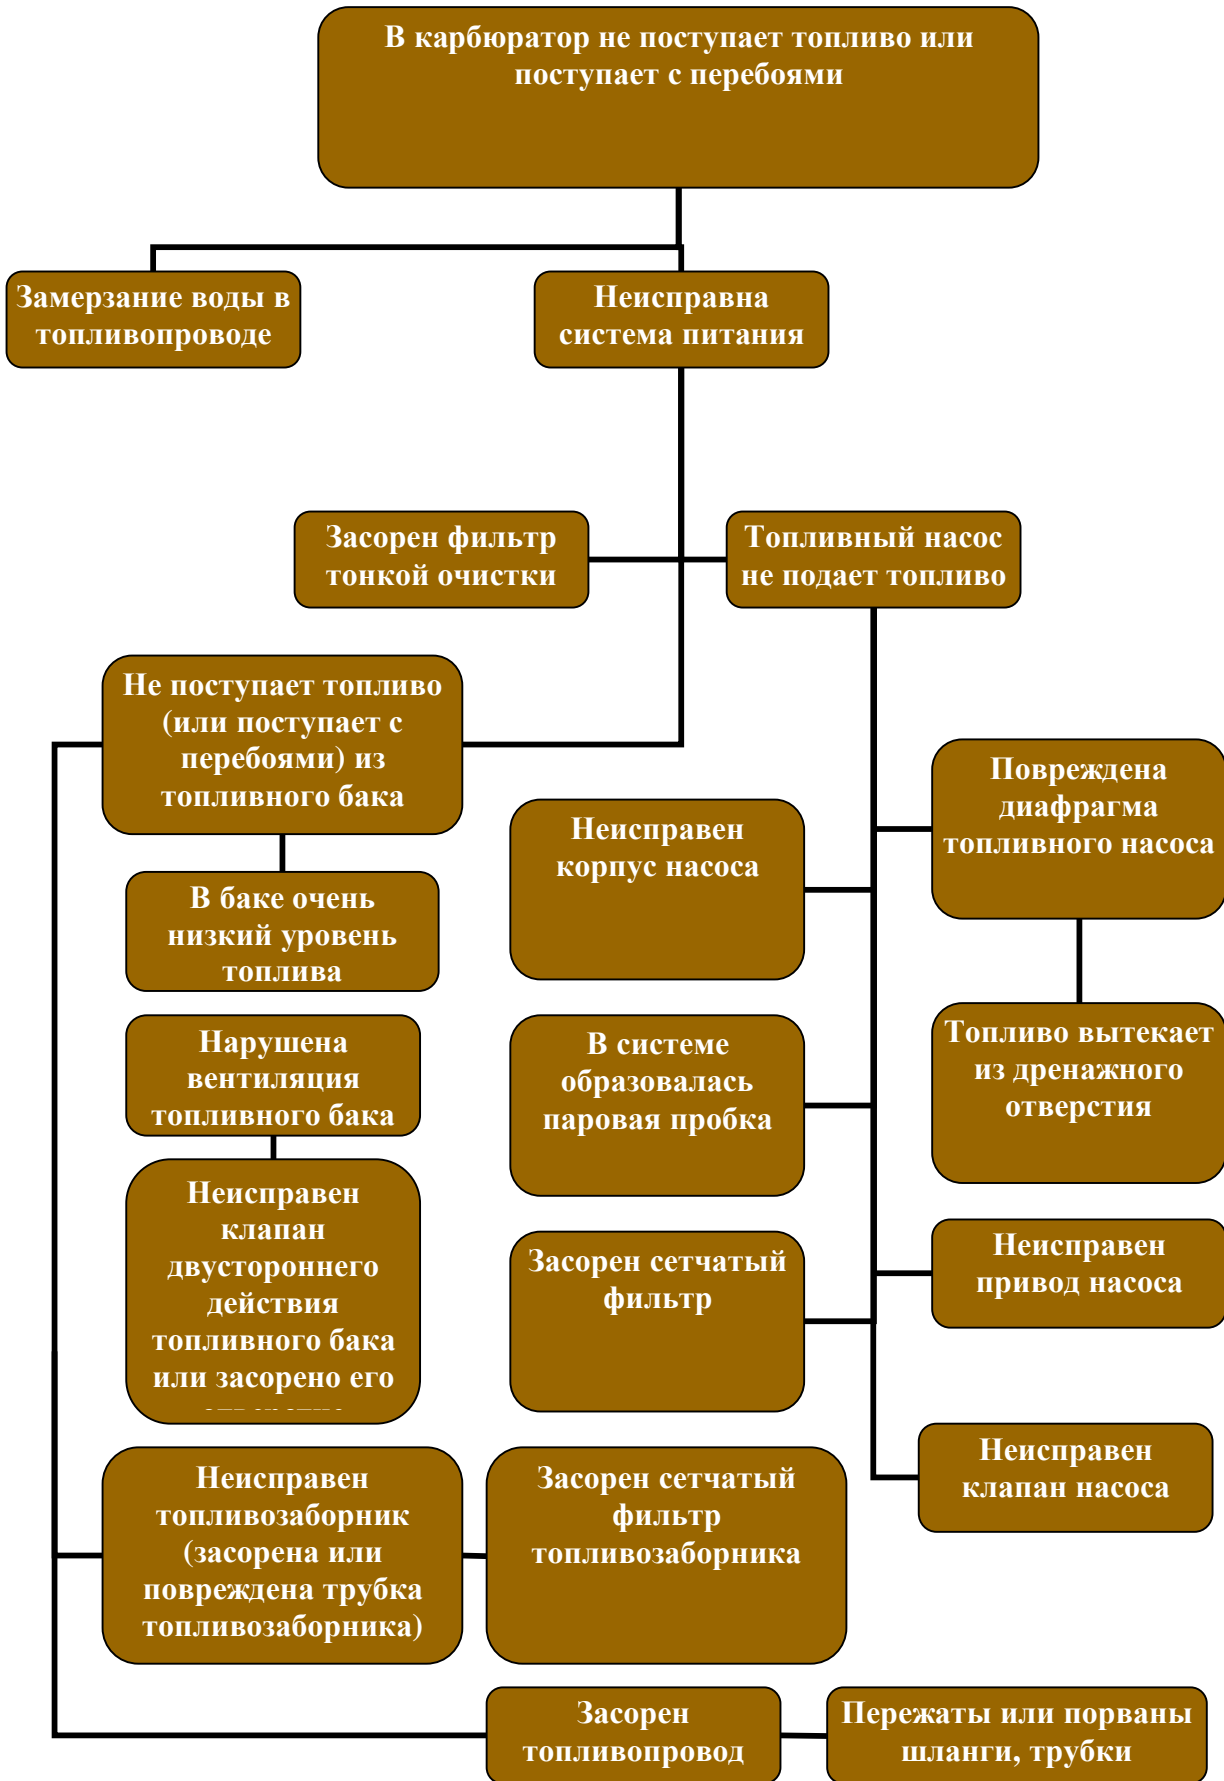 В карбюратор не поступает топливо или
поступает с перебоями
Замерзание воды в
топливопроводе
Неисправна
система питания
Засорен фильтр
тонкой очистки
Топливный насос
не подает топливо
Не поступает топливо
(или поступает с
перебоями) из
топливного бака
Повреждена
диафрагма
топливного насоса
Неисправен
корпус насоса
В баке очень
низкий уровень
топлива
Топливо вытекает
из дренажного
отверстия
Нарушена
вентиляция
топливного бака
В системе
образовалась
паровая пробка
Неисправен
клапан
двустороннего
действия
топливного бака
или засорено его
Засорен сетчатый
фильтр
Неисправен
привод насоса
Неисправен
клапан насоса
Неисправен
топливозаборник
(засорена или
повреждена трубка
топливозаборника)
Засорен сетчатый
фильтр
топливозаборника
Засорен
топливопровод
Пережаты или порваны
шланги, трубки